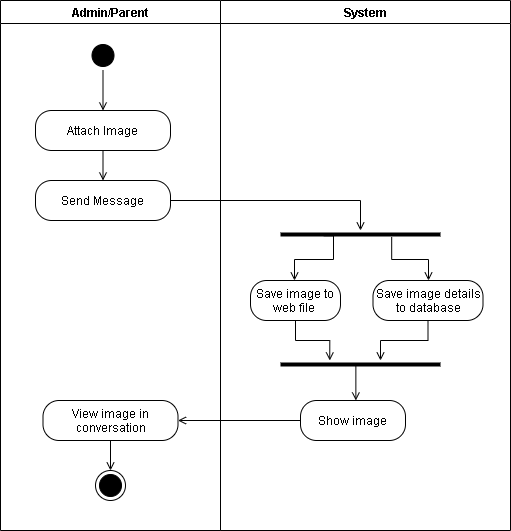 Admin/Parent
System
Attach Image
Send Message
Save image to
web file
Save image details
to database
View image in
conversation
Show image